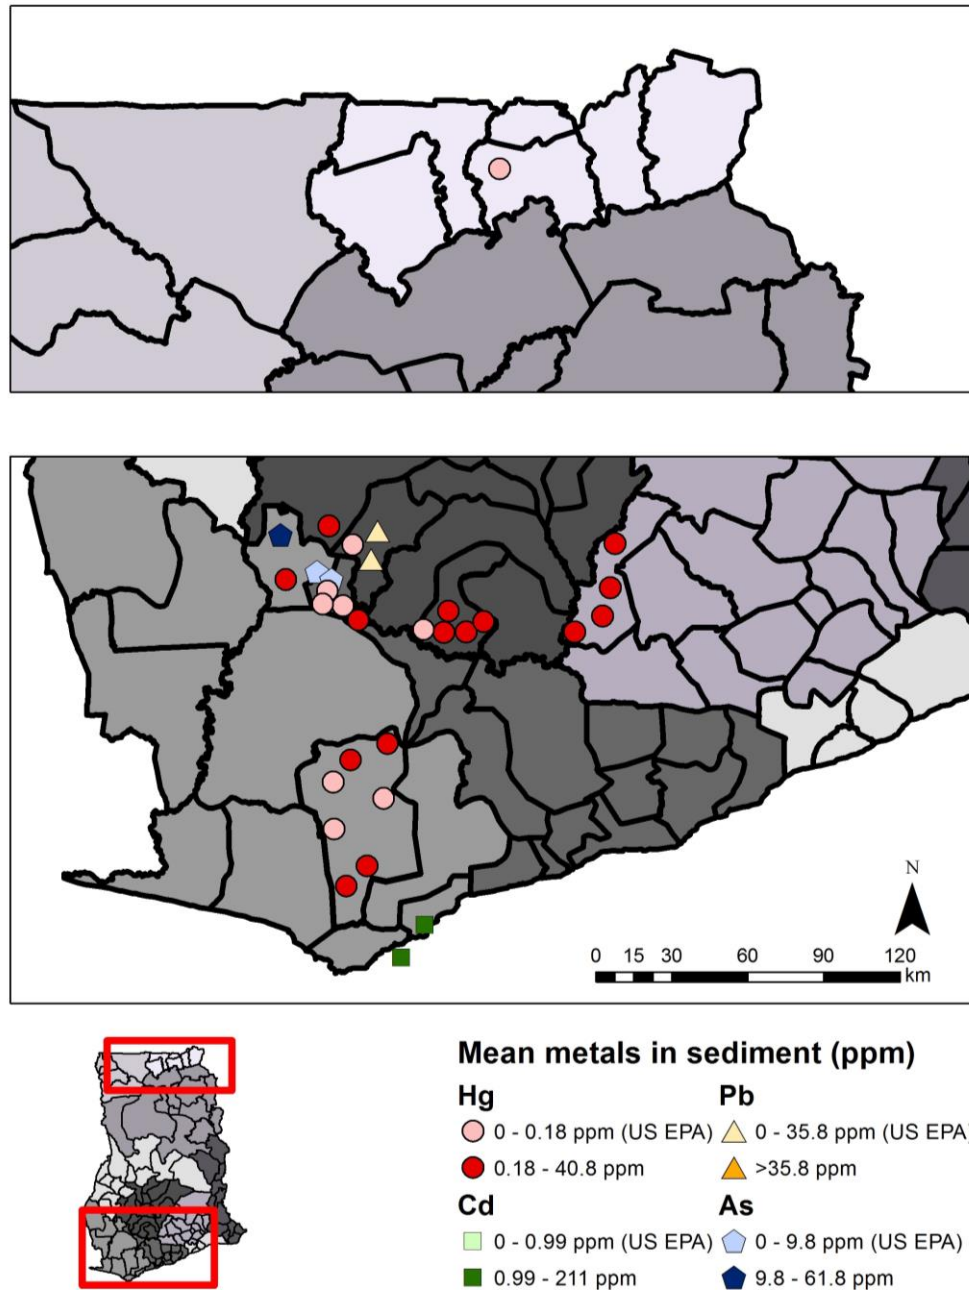 N
0 15 30 60 90 120
km
Mean metals in sediment (ppm)
Hg Pb
0 - 0.18 ppm (US EPA) 0 - 35.8 ppm (US EPA)
0.18 - 40.8 ppm >35.8 ppm
Cd As
0 - 0.99 ppm (US EPA) 0 - 9.8 ppm (US EPA)
0.99 - 211 ppm 9.8 - 61.8 ppm